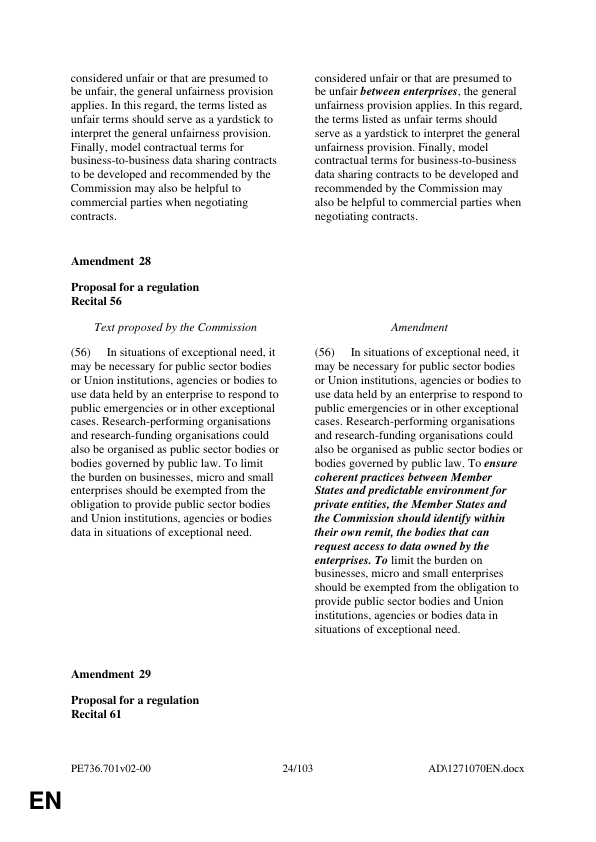 considered unfair or that are presumed to
be unfair, the general unfairness provision
applies. In this regard, the terms listed as
unfair terms should serve as a yardstick to
interpret the general unfairness provision.
Finally, model contractual terms for
business-to-business data sharing contracts
to be developed and recommended by the
Commission may also be helpful to
commercial parties when negotiating
contracts.
considered unfair or that are presumed to
be unfair between enterprises, the general
unfairness provision applies. In this regard,
the terms listed as unfair terms should
serve as a yardstick to interpret the general
unfairness provision. Finally, model
contractual terms for business-to-business
data sharing contracts to be developed and
recommended by the Commission may
also be helpful to commercial parties when
negotiating contracts.
Amendment 28
Proposal for a regulation
Recital 56
Text proposed by the Commission
Amendment
(56) In situations of exceptional need, it
may be necessary for public sector bodies
or Union institutions, agencies or bodies to
use data held by an enterprise to respond to
public emergencies or in other exceptional
cases. Research-performing organisations
and research-funding organisations could
also be organised as public sector bodies or
bodies governed by public law. To limit
the burden on businesses, micro and small
enterprises should be exempted from the
obligation to provide public sector bodies
and Union institutions, agencies or bodies
data in situations of exceptional need.
(56) In situations of exceptional need, it
may be necessary for public sector bodies
or Union institutions, agencies or bodies to
use data held by an enterprise to respond to
public emergencies or in other exceptional
cases. Research-performing organisations
and research-funding organisations could
also be organised as public sector bodies or
bodies governed by public law. To ensure
coherent practices between Member
States and predictable environment for
private entities, the Member States and
the Commission should identify within
their own remit, the bodies that can
request access to data owned by the
enterprises. To limit the burden on
businesses, micro and small enterprises
should be exempted from the obligation to
provide public sector bodies and Union
institutions, agencies or bodies data in
situations of exceptional need.
Amendment 29
Proposal for a regulation
Recital 61
PE736.701v02-00
24/103
AD\1271070EN.docx
EN